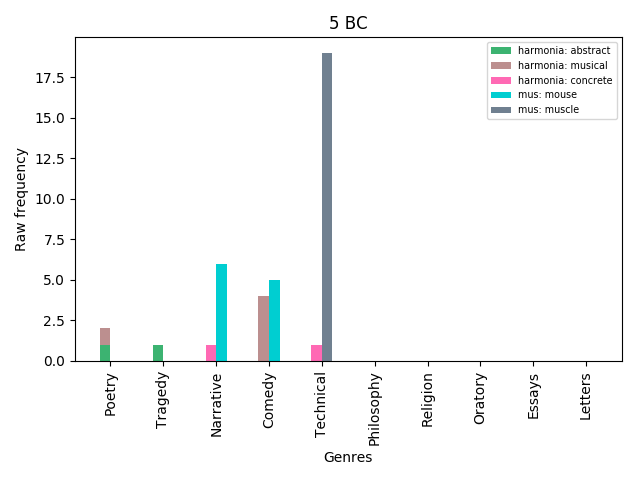 5 BC
harmonia: abstract
harmonia: musical
harmonia: concrete
mus: mouse
mus: muscle
Raw frequency
17.5
15.0
12.5
10.0
7.5
5.0
2.5
0.0
Poetry
Tragedy
Narrative
Comedy
Technical
Philosophy
Religion
Oratory
Essays
Letters
Genres